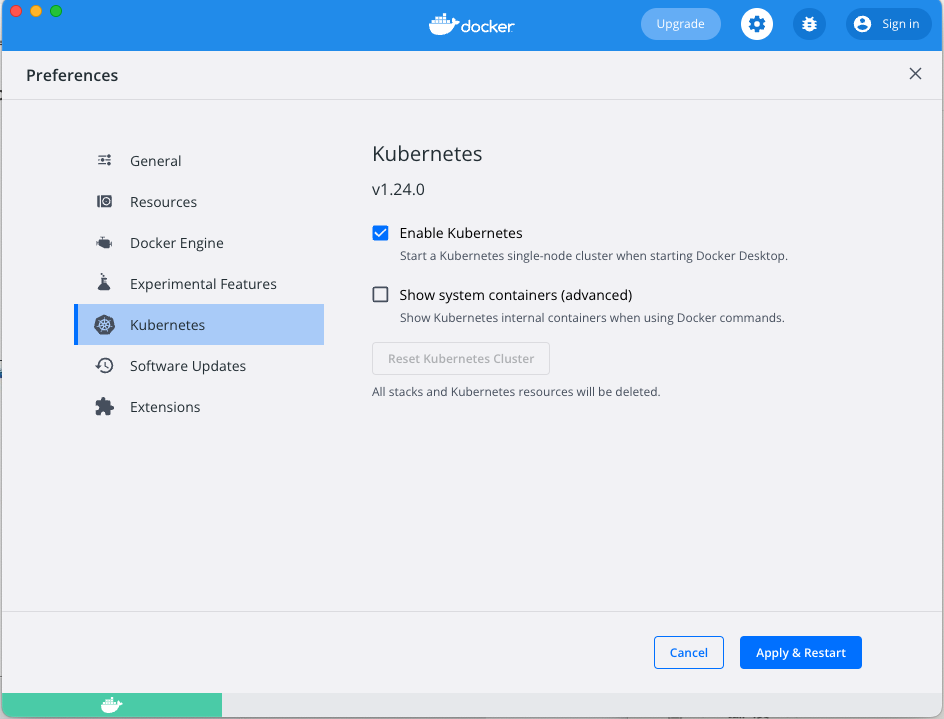 docker
Upgrade
Sign in
Preferences
General
Resources
Docker Engine
Experimental Features
Kubernetes
Software Updates
Extensions
Kubernetes
v1.24.0
Enable Kubernetes
Start a Kubernetes single-node cluster when starting Docker Desktop.
Show system containers (advanced)
Show Kubernetes internal containers when using Docker commands.
Reset Kubernetes Cluster
All stacks and Kubernetes resources will be deleted.
Cancel
Apply & Restart